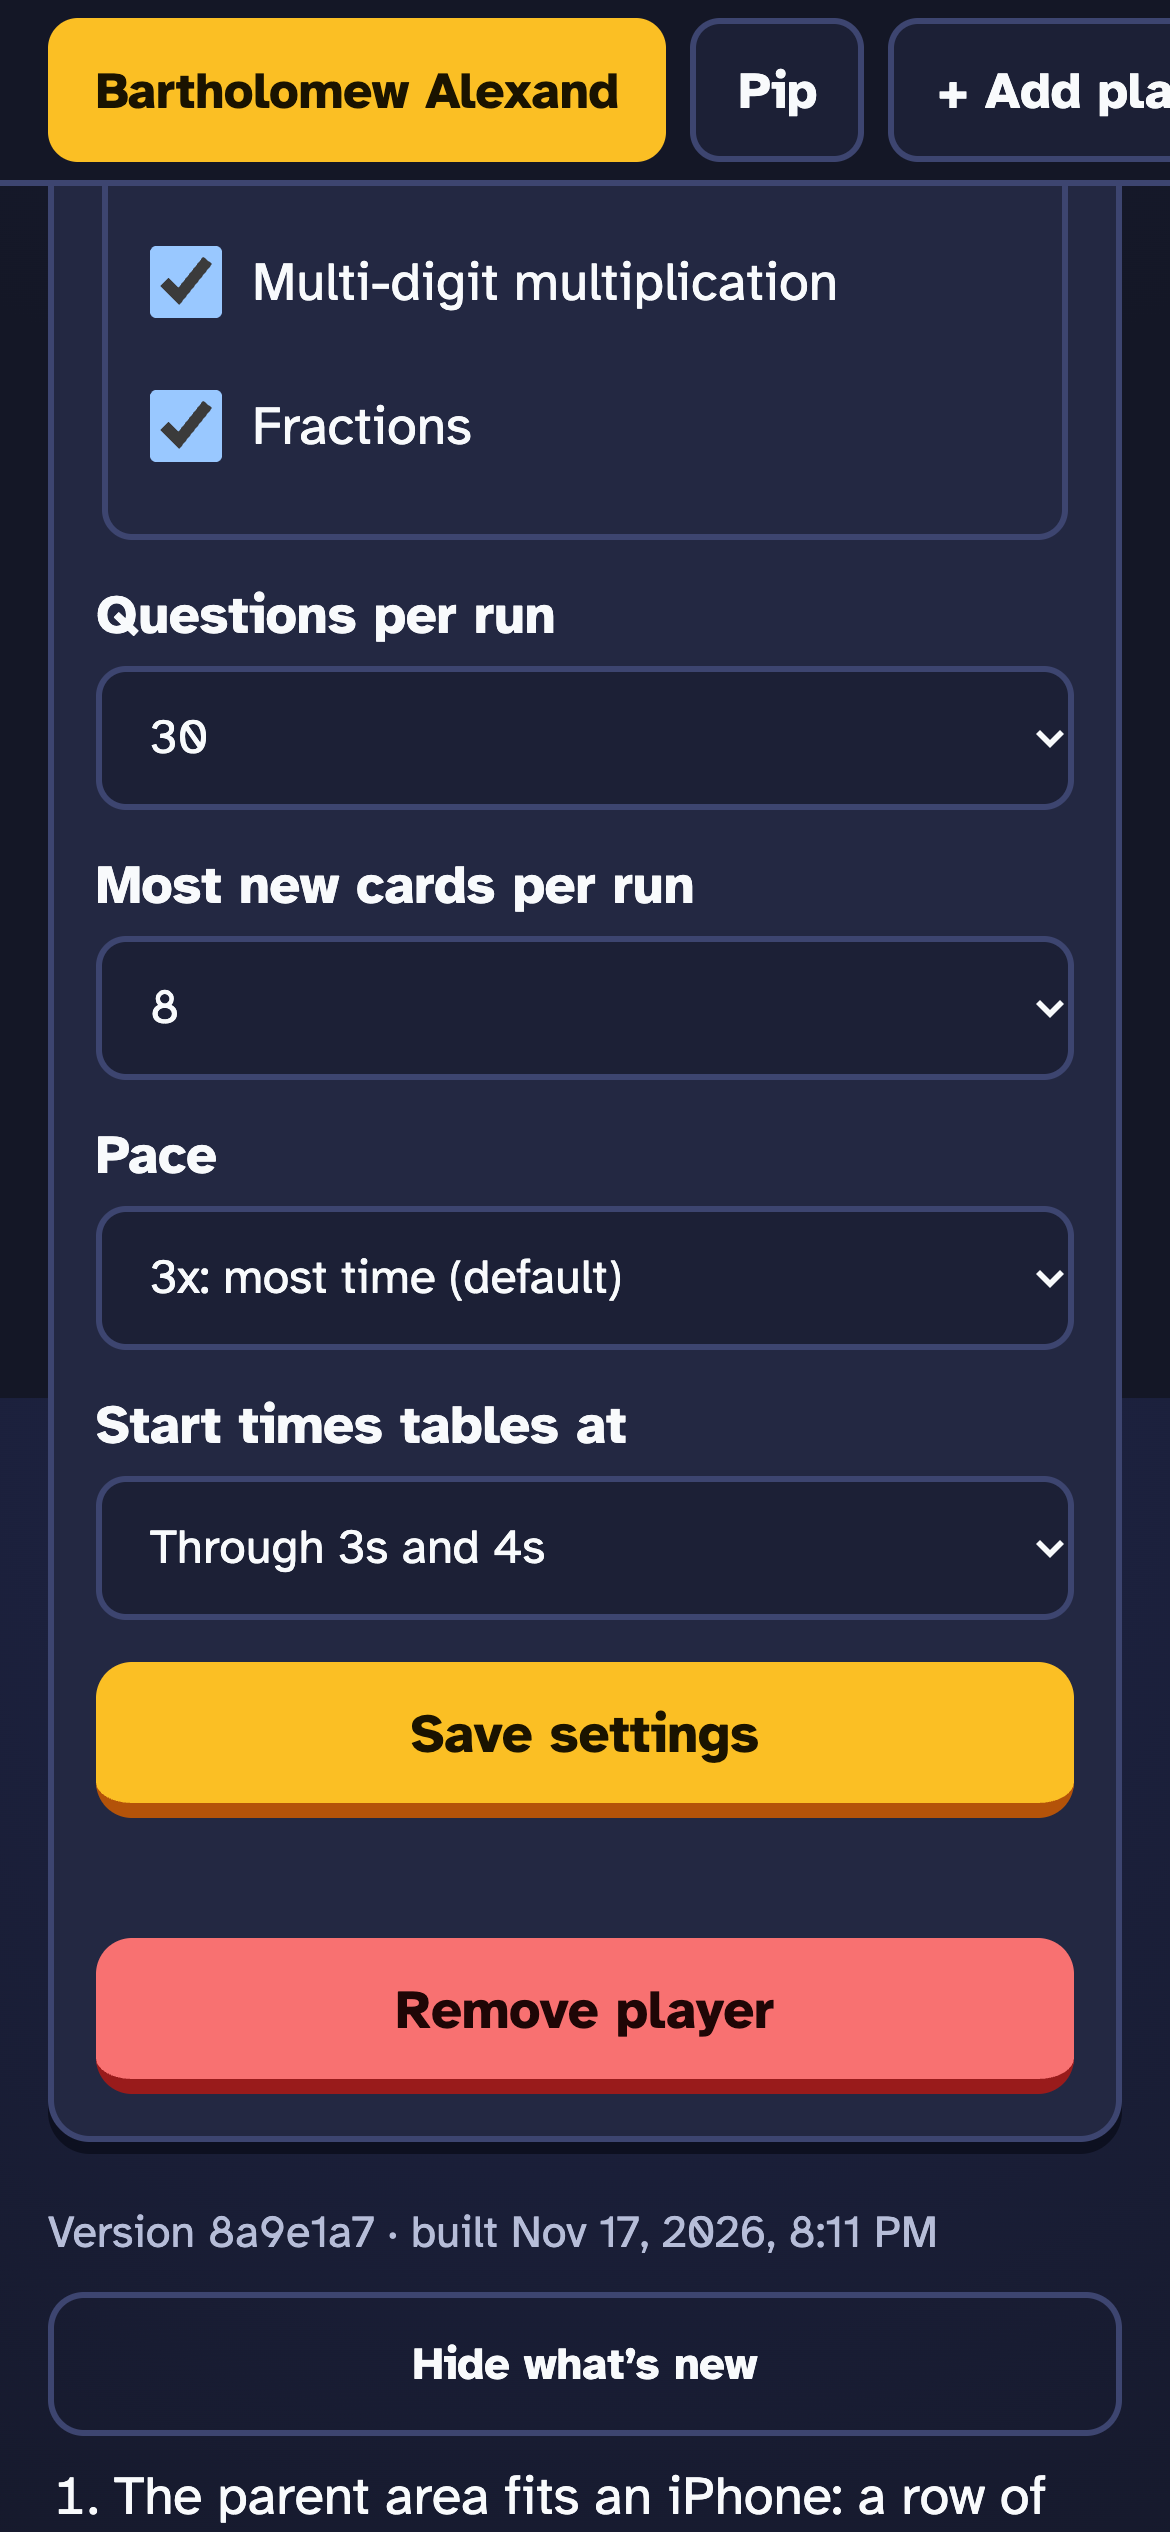 Bartholomew Alexand
Pip
+ Add pla
Multi-digit multiplication
Fractions
Questions per run
30
Most new cards per run
8
Pace
3x: most time (default)
Start times tables at
Through 3s and 4s
Save settings
Remove player
Version 8a9e1a7 · built Nov 17, 2026, 8:11 PM
Hide what’s new
1. The parent area fits an iPhone: a row of